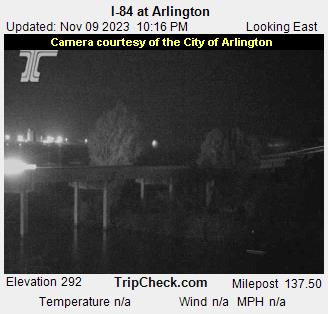 I-84 at Arlington
Updated: Nov 09 2023 10:16 PM Looking East
Camera courtesy of the City of Arlington
Elevation 292 TripCheck.com Milepost 137.50
Temperature n/a Wind n/a MPH n/a